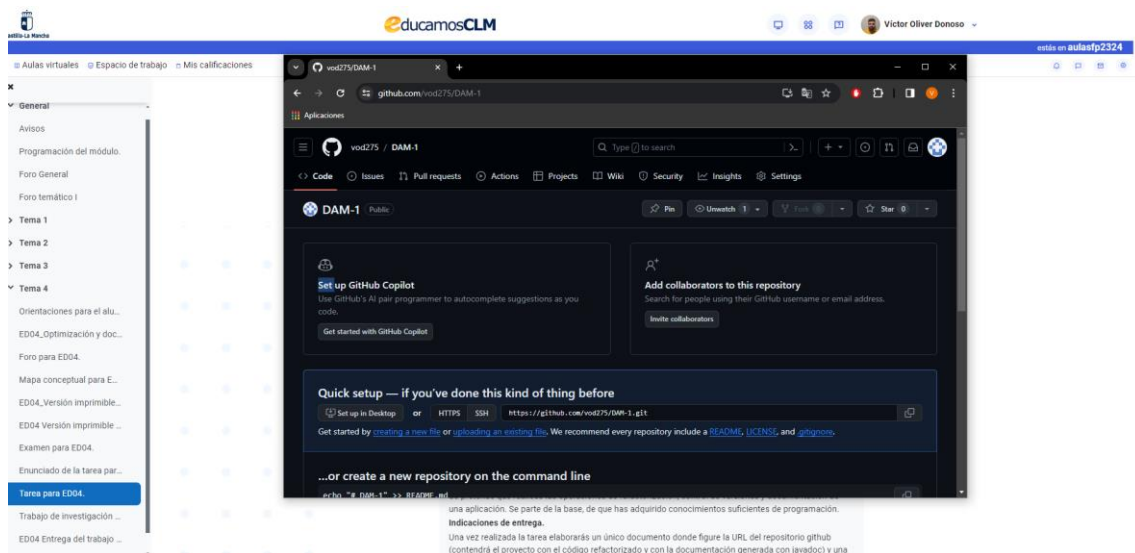 Castilla-La Mancha
educamosCLM
Victor Oliver Donoso
estás en aulasfp2324
Aulas virtuales Espacio de trabajo Mis calificaciones
General
Avisos
Programación del módulo.
Foro General
Foro temático I
Tema 1
Tema 2
Tema 3
Tema 4
Orientaciones para el alu...
ED04_Optimización y doc...
Foro para ED04.
Mapa conceptual para E...
ED04_Versión imprimible...
ED04 Versión imprimible ...
Examen para ED04.
Enunciado de la tarea par...
Tarea para ED04.
Trabajo de investigación ...
ED04 Entrega del trabajo ...
vod275/DAM-1
github.com/vod275/DAM-1
Aplicaciones
vod275 / DAM-1
Type / to search
Code Issues Pull requests Actions Projects Wiki Security Insights Settings
DAM-1 Public
Pin Unwatch 1 Fork 0 Star 0
Set up GitHub Copilot
Use GitHub's AI pair programmer to autocomplete suggestions as you
code.
Get started with GitHub Copilot
Add collaborators to this repository
Search for people using their GitHub username or email address.
Invite collaborators
Quick setup — if you've done this kind of thing before
Set up in Desktop or HTTPS SSH https://github.com/vod275/DAM-1.git
Get started by creating a new file or uploading an existing file. We recommend every repository include a README, LICENSE, and .gitignore.
...or create a new repository on the command line
echo "# DAM-1" >> README.md
una aplicación. Se parte de la base, de que has adquirido conocimientos suficientes de programación.
Indicaciones de entrega.
Una vez realizada la tarea elaborarás un único documento donde figure la URL del repositorio github
(contendrá el proyecto con el código refactorizado y con la documentación generada con javadoc) y una